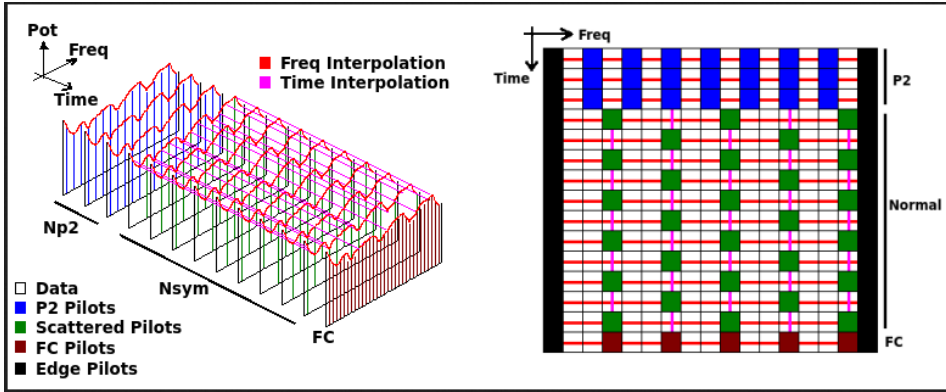 Pot
Freq
Time
Freq Interpolation
Time Interpolation
Np2
Nsym
FC
Data
P2 Pilots
Scattered Pilots
FC Pilots
Edge Pilots
Freq
Time
P2
Normal
FC